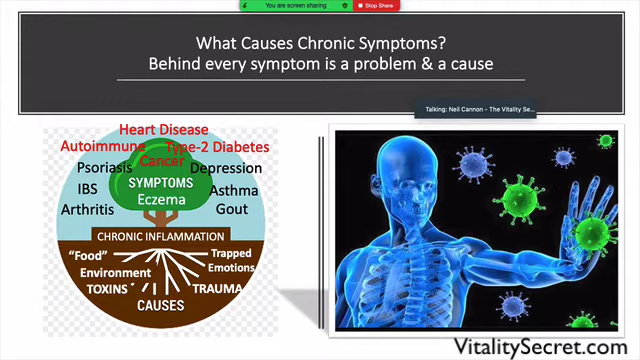 You are screen sharing
Stop Share
What Causes Chronic Symptoms?
Behind every symptom is a problem & a cause
Talking: Neil Cannon - The Vitality Se...
Heart Disease
Autoimmune
Type-2 Diabetes
Cancer
Psoriasis
Depression
SYMPTOMS
IBS
Asthma
Eczema
Arthritis
Gout
CHRONIC INFLAMMATION
"Food"
Trapped
Emotions
Environment
TOXINS
TRAUMA
CAUSES
VitalitySecret.com